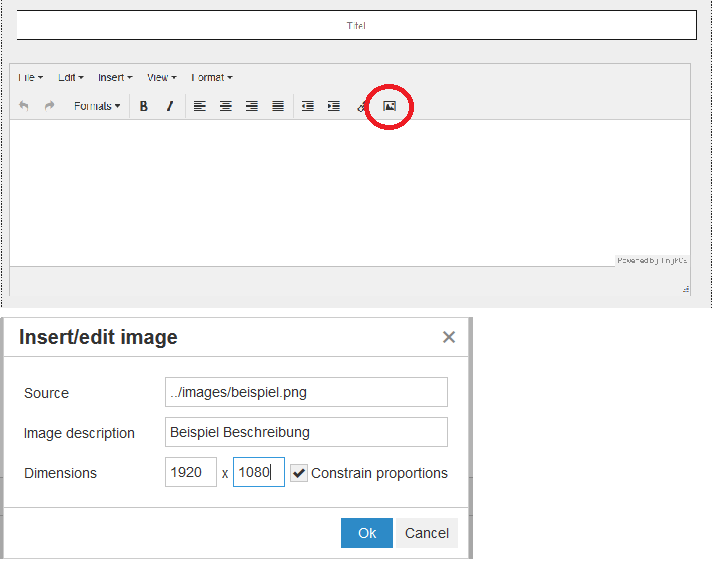 Titel
File Edit Insert View Format
Formats B I
Powered by TinyMCE
Insert/edit image ×
Source ../images/beispiel.png
Image description Beispiel Beschreibung
Dimensions 1920 x 1080 Constrain proportions
Ok Cancel